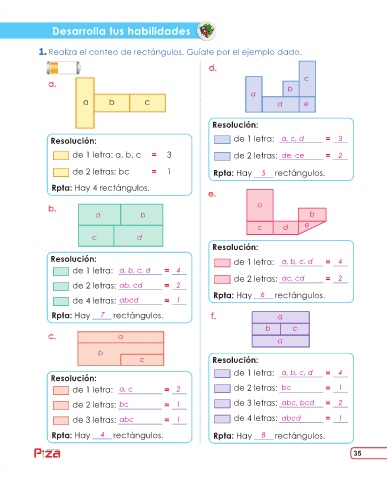 Desarrolla tus habilidades
1. Realiza el conteo de rectángulos. Guíate por el ejemplo dado.
a.
a b c
Resolución:
de 1 letra: a, b, c = 3
de 2 letras: bc = 1
Rpta: Hay 4 rectángulos.
b.
a b
c d
Resolución:
de 1 letra: a, b, c, d = 4
de 2 letras: ab, cd = 2
de 4 letras: abcd = 1
Rpta: Hay 7 rectángulos.
c.
a
b
c
Resolución:
de 1 letra: a, c = 2
de 2 letras: bc = 1
de 3 letras: abc = 1
Rpta: Hay 4 rectángulos.
d.
c
b
a
d e
Resolución:
de 1 letra: a, c, d = 3
de 2 letras: de, ce = 2
Rpta: Hay 5 rectángulos.
e.
a
b
c d e
Resolución:
de 1 letra: a, b, c, d = 4
de 2 letras: ac, cd = 2
Rpta: Hay 6 rectángulos.
f.
a
b c
d
Resolución:
de 1 letra: a, b, c, d = 4
de 2 letras: bc = 1
de 3 letras: abc, bcd = 2
de 4 letras: abcd = 1
Rpta: Hay 8 rectángulos.
35